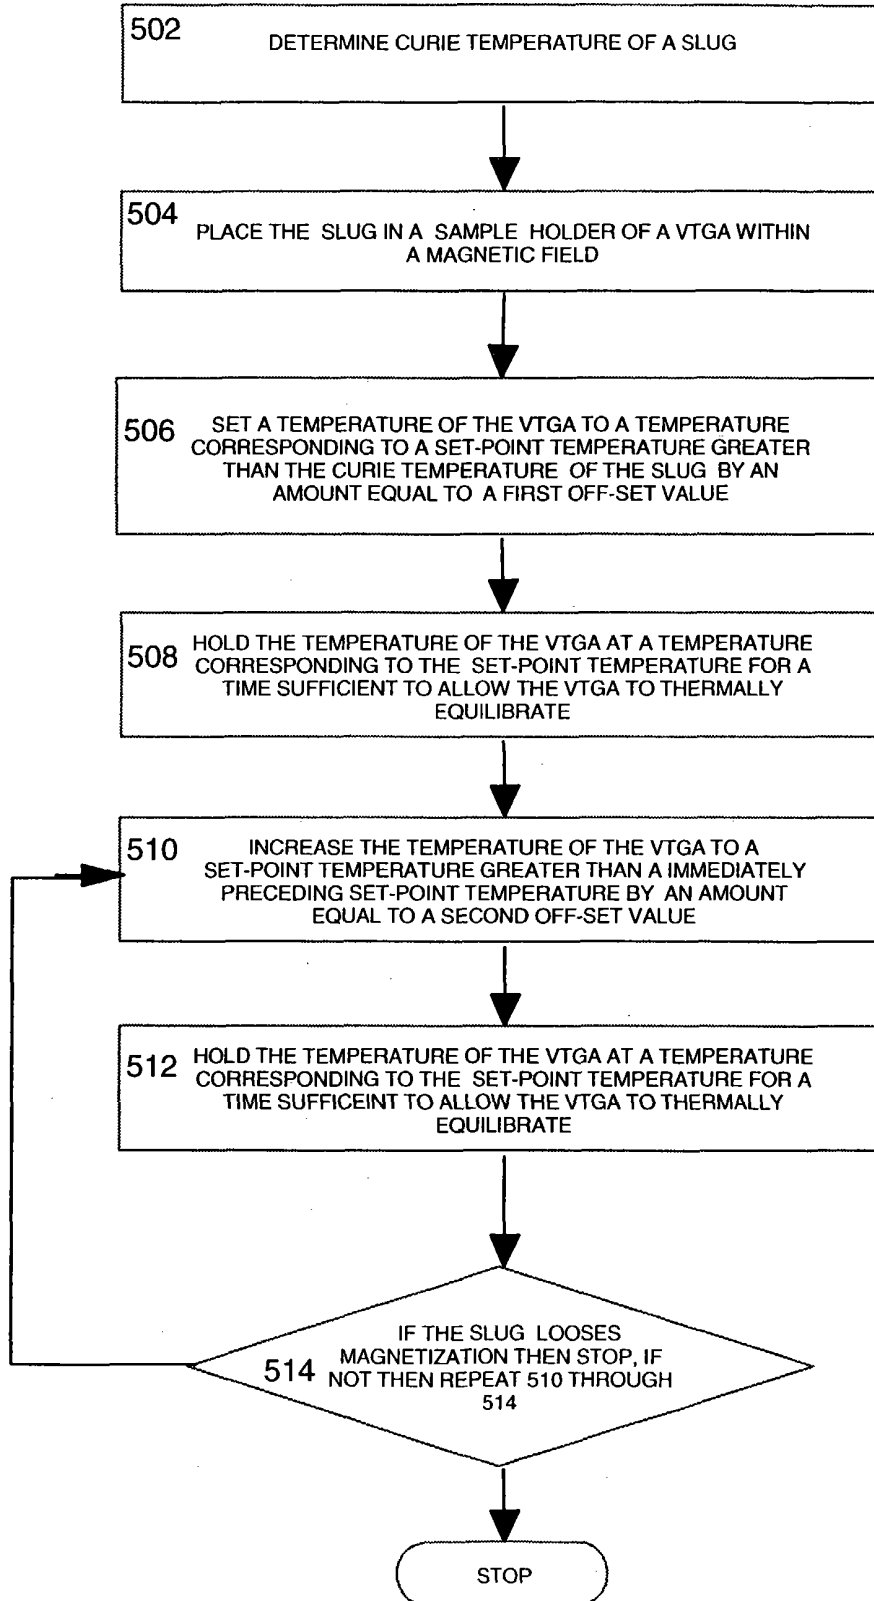 502
DETERMINE CURIE TEMPERATURE OF A SLUG
504
PLACE THE SLUG IN A SAMPLE HOLDER OF A VTGA WITHIN
A MAGNETIC FIELD
506
SET A TEMPERATURE OF THE VTGA TO A TEMPERATURE
CORRESPONDING TO A SET-POINT TEMPERATURE GREATER
THAN THE CURIE TEMPERATURE OF THE SLUG BY AN
AMOUNT EQUAL TO A FIRST OFF-SET VALUE
508
HOLD THE TEMPERATURE OF THE VTGA AT A TEMPERATURE
CORRESPONDING TO THE SET-POINT TEMPERATURE FOR A
TIME SUFFICIENT TO ALLOW THE VTGA TO THERMALLY
EQUILIBRATE
510
INCREASE THE TEMPERATURE OF THE VTGA TO A
SET-POINT TEMPERATURE GREATER THAN A IMMEDIATELY
PRECEDING SET-POINT TEMPERATURE BY AN AMOUNT
EQUAL TO A SECOND OFF-SET VALUE
512
HOLD THE TEMPERATURE OF THE VTGA AT A TEMPERATURE
CORRESPONDING TO THE SET-POINT TEMPERATURE FOR A
TIME SUFFICEINT TO ALLOW THE VTGA TO THERMALLY
EQUILIBRATE
514
IF THE SLUG LOOSES
MAGNETIZATION THEN STOP, IF
NOT THEN REPEAT 510 THROUGH
514
STOP